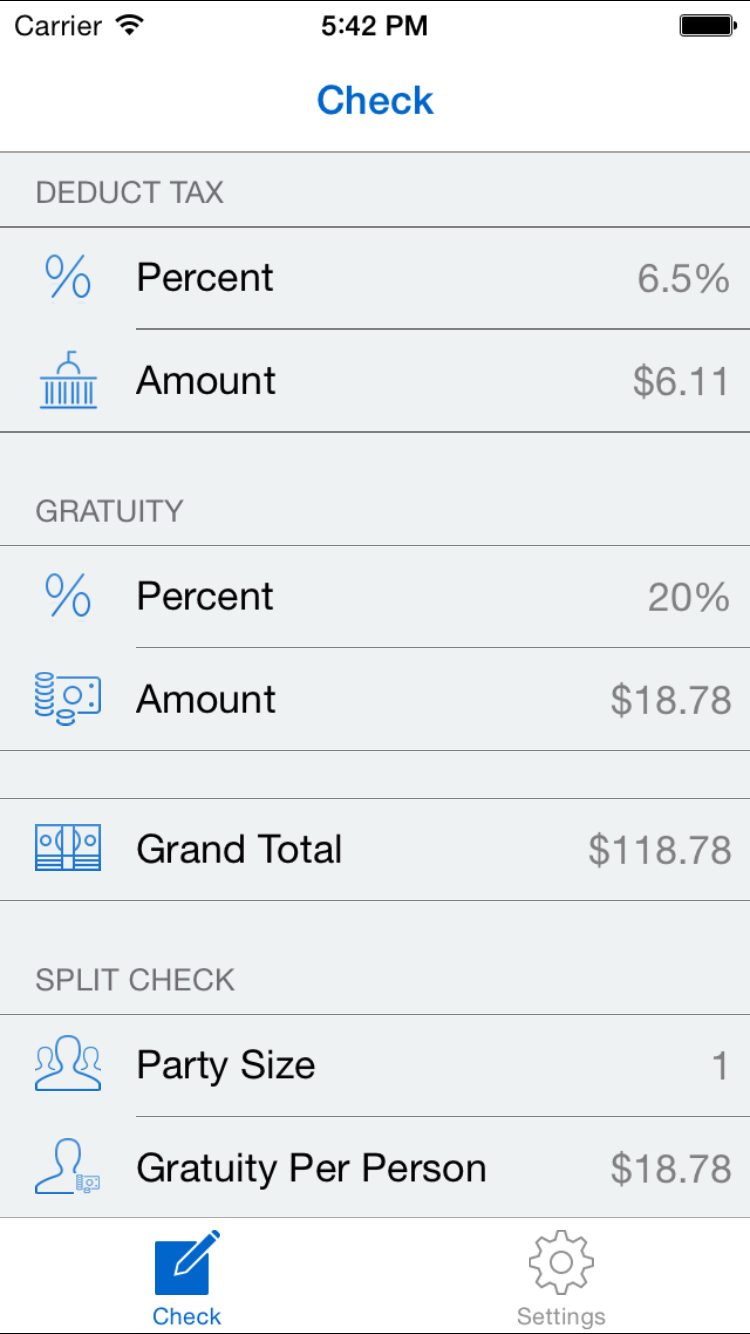 Carrier 5:42 PM
Check
DEDUCT TAX
Percent 6.5%
Amount $6.11
GRATUITY
Percent 20%
Amount $18.78
Grand Total $118.78
SPLIT CHECK
Party Size 1
Gratuity Per Person $18.78
Check Settings